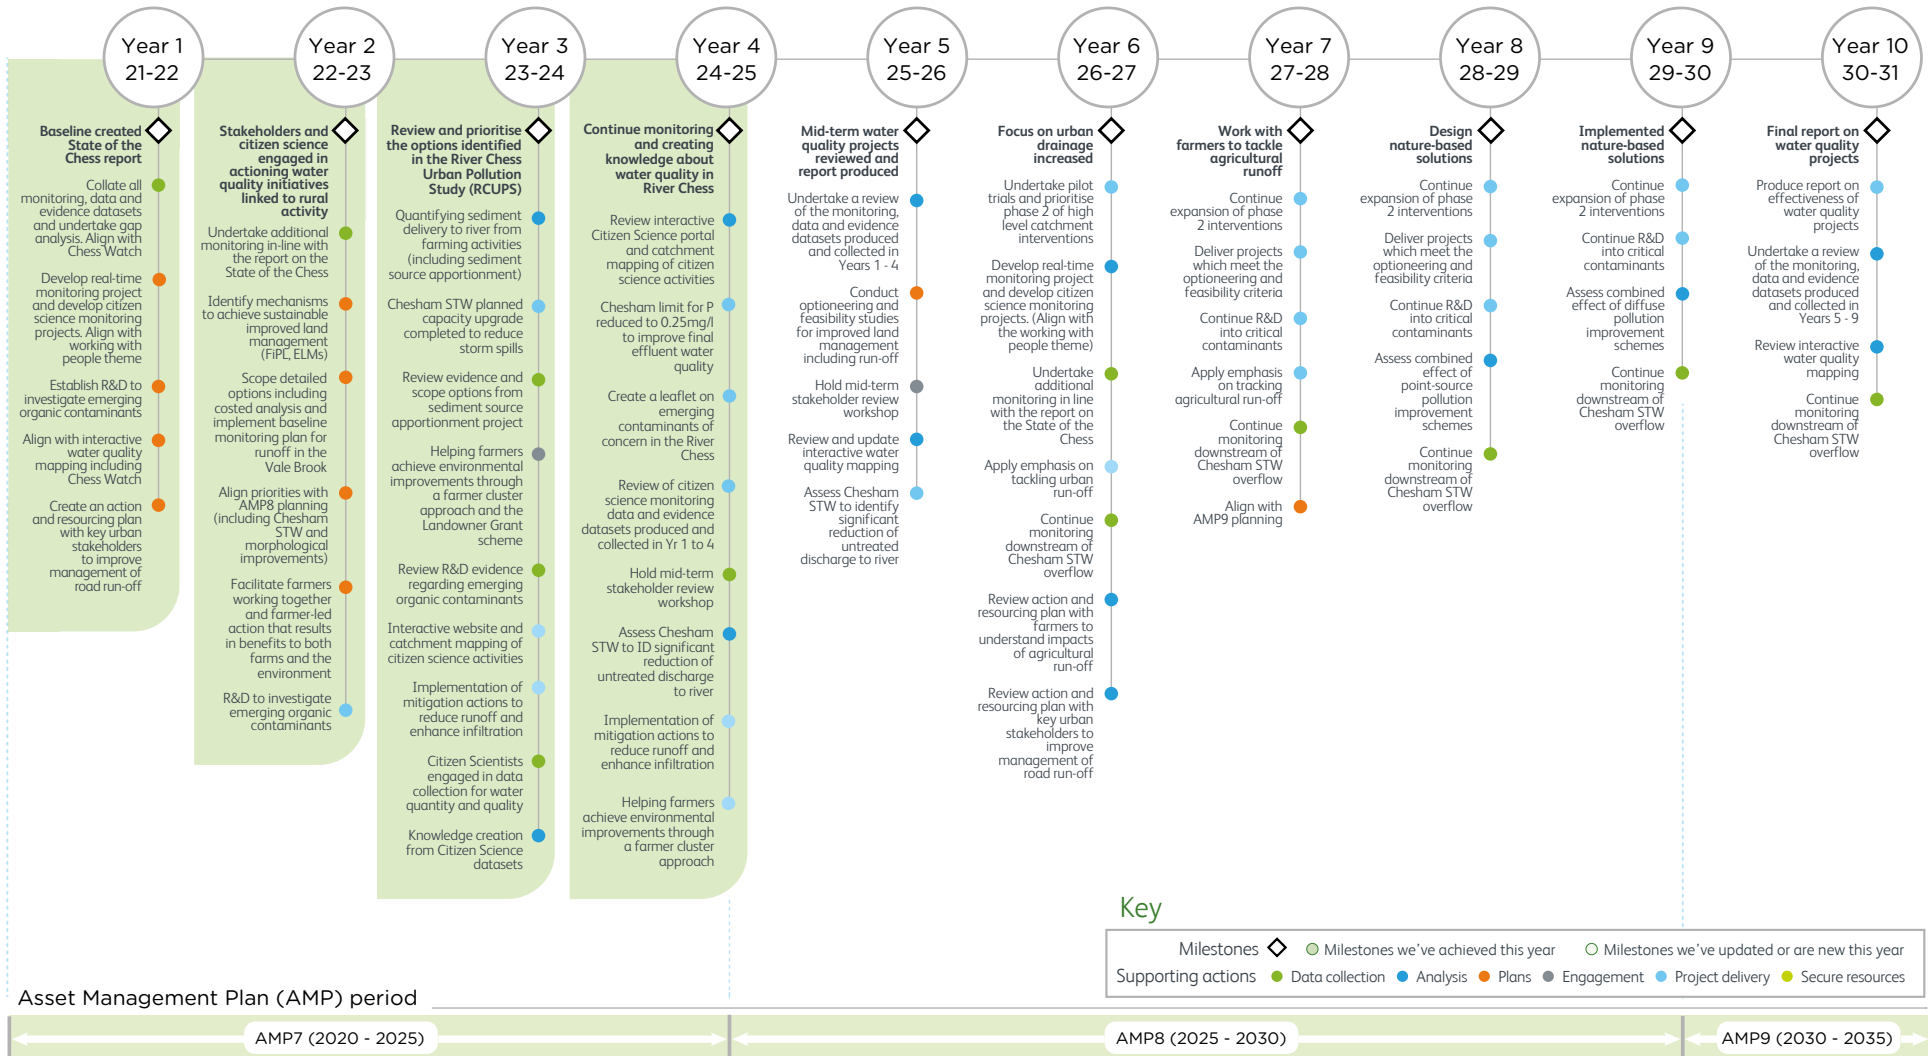 Year 1
21-22
Year 2
22-23
Year 3
23-24
Year 4
24-25
Year 5
25-26
Year 6
26-27
Year 7
27-28
Year 8
28-29
Year 9
29-30
Year 10
30-31
Baseline created
State of the
Chess report
Collate all
monitoring, data and
evidence datasets
and undertake gap
analysis. Align with
Chess Watch
Develop real-time
monitoring project
and develop citizen
science monitoring
projects. Align with
working with
people theme
Establish R&D to
investigate emerging
organic contaminants
Align with interactive
water quality
mapping including
Chess Watch
Create an action
and resourcing plan
with key urban
stakeholders
to improve
management of
road run-off
Stakeholders and
citizen science
engaged in
actioning water
quality initiatives
linked to rural
activity
Undertake additional
monitoring in-line with
the report on the
State of the Chess
Identify mechanisms
to achieve sustainable
improved land
management
(FiPL, ELMs)
Scope detailed
options including
costed analysis and
implement baseline
monitoring plan for
runoff in the
Vale Brook
Align priorities with
AMP8 planning
(including Chesham
STW and
morphological
improvements)
Facilitate farmers
working together
and farmer-led
action that results
in benefits to both
farms and the
environment
R&D to investigate
emerging organic
contaminants
Review and prioritise
the options identified
in the River Chess
Urban Pollution
Study (RCUPS)
Quantifying sediment
delivery to river from
farming activities
(including sediment
source apportionment)
Chesham STW planned
capacity upgrade
completed to reduce
storm spills
Review evidence and
scope options from
sediment source
apportionment project
Helping farmers
achieve environmental
improvements through
a farmer cluster
approach and the
Landowner Grant
scheme
Review R&D evidence
regarding emerging
organic contaminants
Interactive website and
catchment mapping of
citizen science activities
Implementation of
mitigation actions to
reduce runoff and
enhance infiltration
Citizen Scientists
engaged in data
collection for water
quantity and quality
Knowledge creation
from Citizen Science
datasets
Continue monitoring
and creating
knowledge about
water quality in
River Chess
Review interactive
Citizen Science portal
and catchment
mapping of citizen
science activities
Chesham limit for P
reduced to 0.25mg/l
to improve final
effluent water
quality
Create a leaflet on
emerging
contaminants of
concern in the River
Chess
Review of citizen
science monitoring
data and evidence
datasets produced and
collected in Yr 1 to 4
Hold mid-term
stakeholder review
workshop
Assess Chesham
STW to ID significant
reduction of
untreated discharge
to river
Implementation of
mitigation actions to
reduce runoff and
enhance infiltration
Helping farmers
achieve environmental
improvements through
a farmer cluster
approach
Mid-term water
quality projects
reviewed and
report produced
Undertake a review
of the monitoring,
data and evidence
datasets produced
and collected in
Years 1 - 4
Conduct
optioneering and
feasibility studies
for improved land
management
including run-off
Hold mid-term
stakeholder review
workshop
Review and update
interactive water
quality mapping
Assess Chesham
STW to identify
significant
reduction of
untreated
discharge to river
Focus on urban
drainage
increased
Undertake pilot
trials and prioritise
phase 2 of high
level catchment
interventions
Develop real-time
monitoring project
and develop citizen
science monitoring
projects. (Align with
the working with
people theme)
Undertake
additional
monitoring in line
with the report on
the State of the
Chess
Apply emphasis on
tackling urban
run-off
Continue
monitoring
downstream of
Chesham STW
overflow
Review action and
resourcing plan with
farmers to
understand impacts
of agricultural
run-off
Review action and
resourcing plan with
key urban
stakeholders to
improve
management of
road run-off
Work with
farmers to tackle
agricultural
runoff
Continue
expansion of phase
2 interventions
Deliver projects
which meet the
optioneering and
feasibility criteria
Continue R&D
into critical
contaminants
Apply emphasis
on tracking
agricultural run-off
Continue
monitoring
downstream of
Chesham STW
overflow
Align with
AMP9 planning
Design
nature-based
solutions
Continue
expansion of phase
2 interventions
Deliver projects
which meet the
optioneering and
feasibility criteria
Continue R&D
into critical
contaminants
Assess combined
effect of
point-source
pollution
improvement
schemes
Continue
monitoring
downstream of
Chesham STW
overflow
Implemented
nature-based
solutions
Continue
expansion of phase
2 interventions
Continue R&D
into critical
contaminants
Assess combined
effect of diffuse
pollution
improvement
schemes
Continue
monitoring
downstream of
Chesham STW
overflow
Final report on
water quality
projects
Produce report on
effectiveness of
water quality
projects
Undertake a review
of the monitoring,
data and evidence
datasets produced
and collected in
Years 5 - 9
Review interactive
water quality
mapping
Continue
monitoring
downstream of
Chesham STW
overflow
Key
Milestones Milestones we've achieved this year Milestones we've updated or are new this year
Supporting actions Data collection Analysis Plans Engagement Project delivery Secure resources
Asset Management Plan (AMP) period
AMP7 (2020 - 2025)
AMP8 (2025 - 2030)
AMP9 (2030 - 2035)